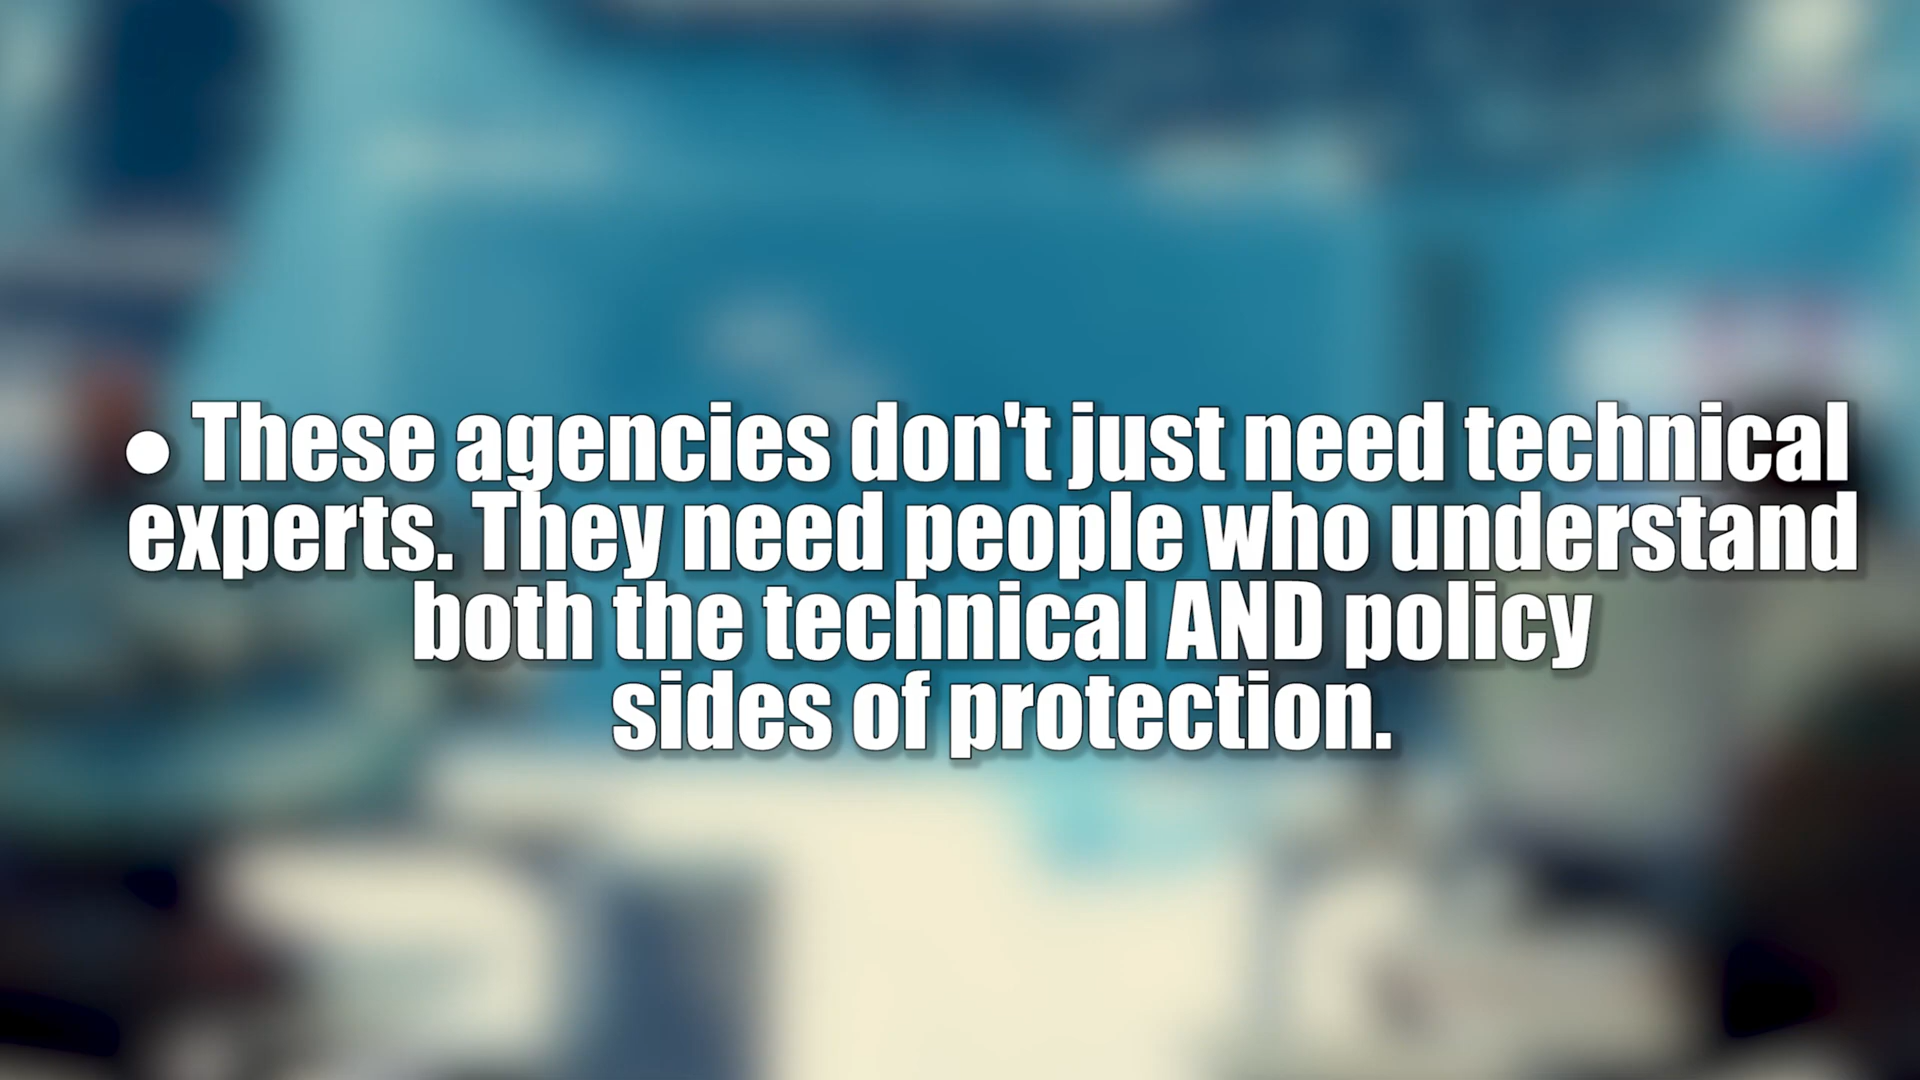 • These agencies don't just need technical
experts. They need people who understand
both the technical AND policy
sides of protection.